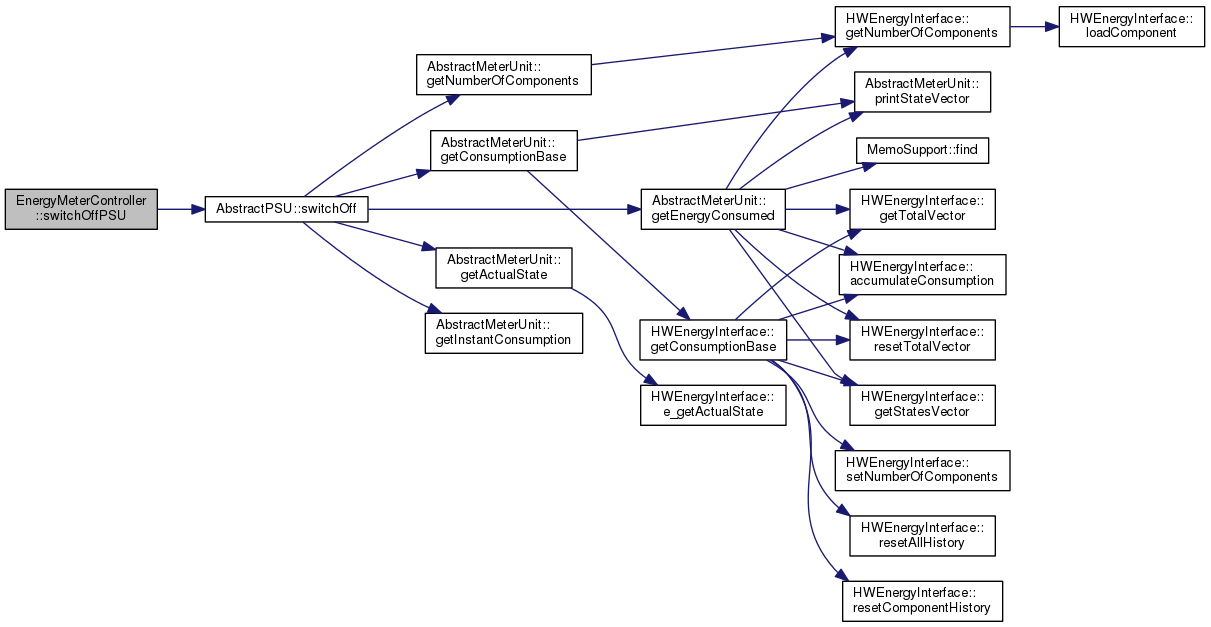 EnergyMeterController
::switchOffPSU
AbstractPSU::switchOff
AbstractMeterUnit::
getNumberOfComponents
AbstractMeterUnit::
getConsumptionBase
AbstractMeterUnit::
getActualState
AbstractMeterUnit::
getInstantConsumption
AbstractMeterUnit::
getEnergyConsumed
HWEnergyInterface::
getConsumptionBase
HWEnergyInterface::
e_getActualState
HWEnergyInterface::
getNumberOfComponents
AbstractMeterUnit::
printStateVector
MemoSupport::find
HWEnergyInterface::
getTotalVector
HWEnergyInterface::
accumulateConsumption
HWEnergyInterface::
resetTotalVector
HWEnergyInterface::
getStatesVector
HWEnergyInterface::
setNumberOfComponents
HWEnergyInterface::
resetAllHistory
HWEnergyInterface::
resetComponentHistory
HWEnergyInterface::
loadComponent